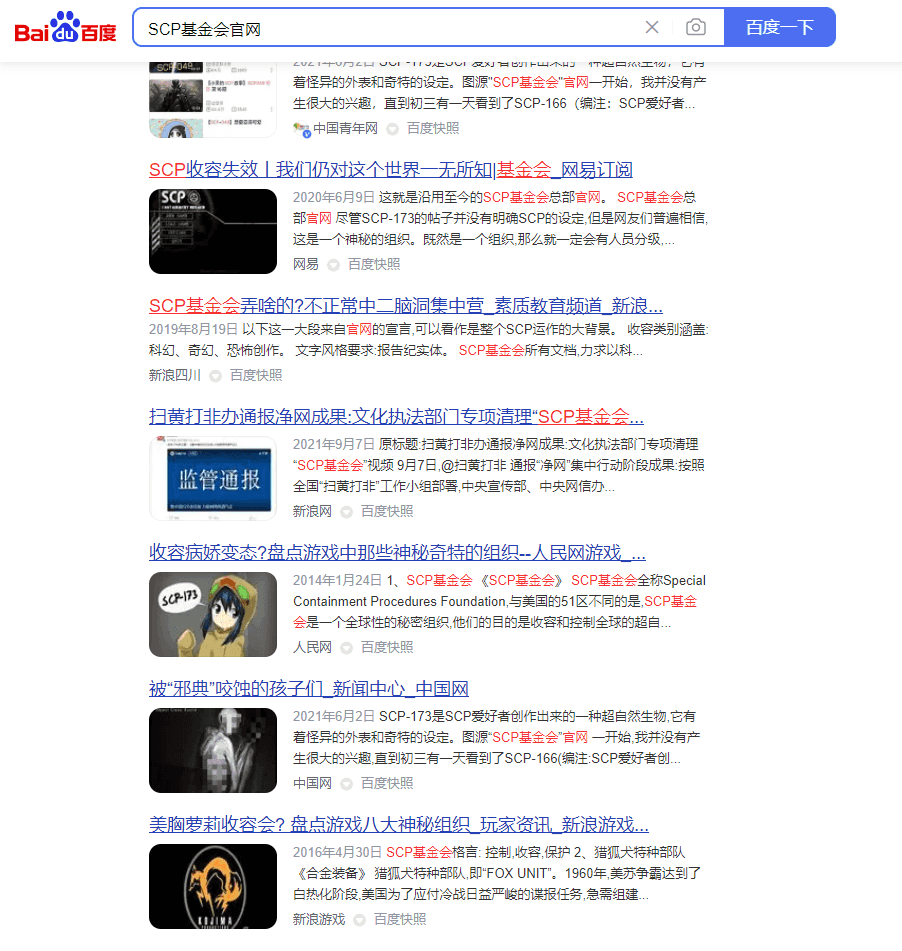 Bai du 百度
SCP基金会官网
百度一下
着怪异的外表和奇特的设定。图源"SCP基金会"官网一开始，我并没有产
生很大的兴趣，直到初三有一天看到了SCP-166（编注：SCP爱好者...
中国青年网 百度快照
SCP收容失效丨我们仍对这个世界一无所知|基金会_网易订阅
SCP
2020年6月9日 这就是沿用至今的SCP基金会总部官网。 SCP基金会总
部官网 尽管SCP-173的帖子并没有明确SCP的设定,但是网友们普遍相信,
这是一个神秘的组织。既然是一个组织,那么就一定会有人员分级,...
网易 百度快照
SCP基金会弄啥的?不正常中二脑洞集中营_素质教育频道_新浪...
2019年8月19日 以下这一大段来自官网的宣言,可以看作是整个SCP运作的大背景。 收容类别涵盖:
科幻、奇幻、恐怖创作。 文字风格要求:报告纪实体。 SCP基金会所有文档,力求以科...
新浪四川 百度快照
扫黄打非办通报净网成果:文化执法部门专项清理“SCP基金会...
监管通报
2021年9月7日 原标题:扫黄打非办通报净网成果:文化执法部门专项清理
“SCP基金会”视频 9月7日,@扫黄打非 通报“净网”集中行动阶段成果:按照
全国“扫黄打非”工作小组部署,中央宣传部、中央网信办...
新浪网 百度快照
收容病娇变态?盘点游戏中那些神秘奇特的组织--人民网游戏_...
SCP-173
2014年1月24日 1、SCP基金会 《SCP基金会》 SCP基金会全称Special
Containment Procedures Foundation,与美国的51区不同的是,SCP基金
会是一个全球性的秘密组织,他们的目的是收容和控制全球的超自...
人民网 百度快照
被“邪典”咬蚀的孩子们_新闻中心_中国网
2021年6月2日 SCP-173是SCP爱好者创作出来的一种超自然生物,它有
着怪异的外表和奇特的设定。图源“SCP基金会”官网 一开始,我并没有产
生很大的兴趣,直到初三有一天看到了SCP-166(编注:SCP爱好者创...
中国网 百度快照
美胸萝莉收容会? 盘点游戏八大神秘组织_玩家资讯_新浪游戏...
KOJIMA
2016年4月30日 SCP基金会格言: 控制,收容,保护 2、猎狐犬特种部队
《合金装备》 猎狐犬特种部队,即“FOX UNIT”。1960年,美苏争霸达到了
白热化阶段,美国为了应付冷战日益严峻的谍报任务,急需组建...
新浪游戏 百度快照